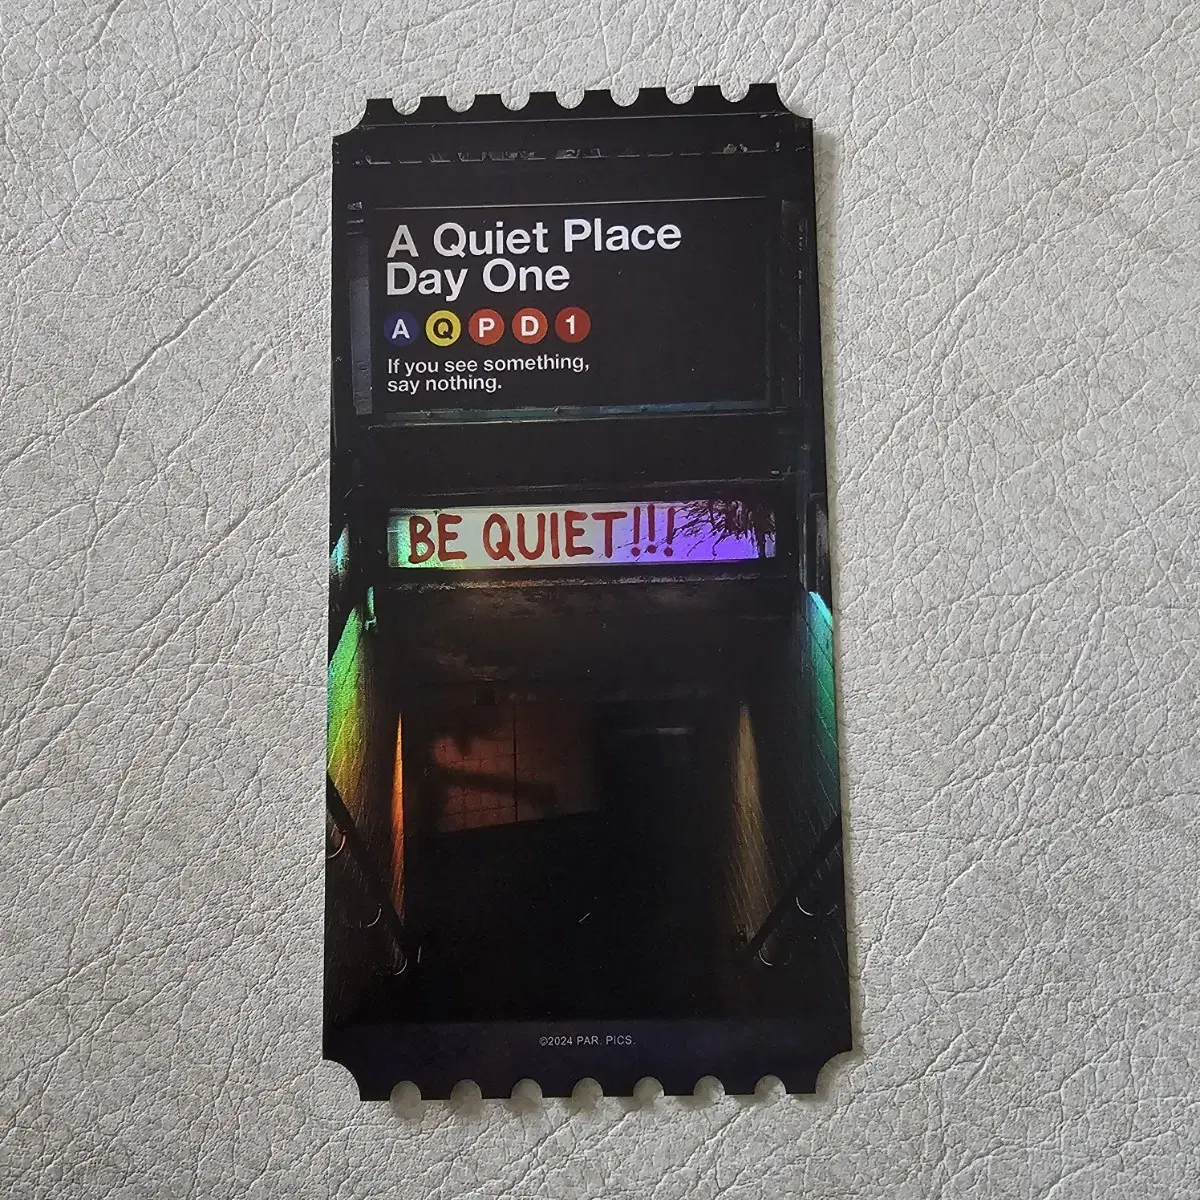 A Quiet Place
Day One
A Q P D 1
If you see something,
say nothing.
BE QUIET!!!
©2024 PAR. PICS.